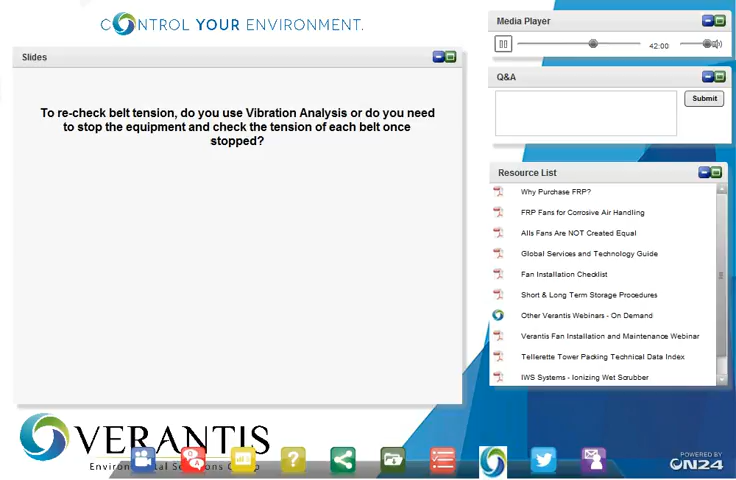 CONTROL YOUR ENVIRONMENT.
Slides
To re-check belt tension, do you use Vibration Analysis or do you need
to stop the equipment and check the tension of each belt once
stopped?
Media Player
42:00
Q&A
Submit
Resource List
Why Purchase FRP?
FRP Fans for Corrosive Air Handling
Alls Fans Are NOT Created Equal
Global Services and Technology Guide
Fan Installation Checklist
Short & Long Term Storage Procedures
Other Verantis Webinars - On Demand
Verantis Fan Installation and Maintenance Webinar
Tellerette Tower Packing Technical Data Index
IWS Systems - Ionizing Wet Scrubber
VERANTIS
Q A
?
POWERED BY
ON24